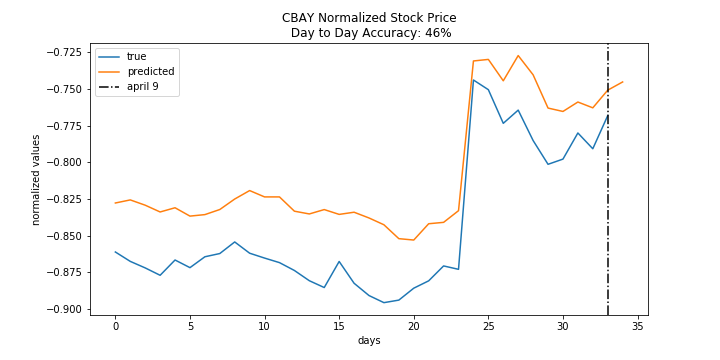 CBAY Normalized Stock Price
Day to Day Accuracy: 46%
true
predicted
april 9
normalized values
−0.725
−0.750
−0.775
−0.800
−0.825
−0.850
−0.875
−0.900
0 5 10 15 20 25 30 35
days